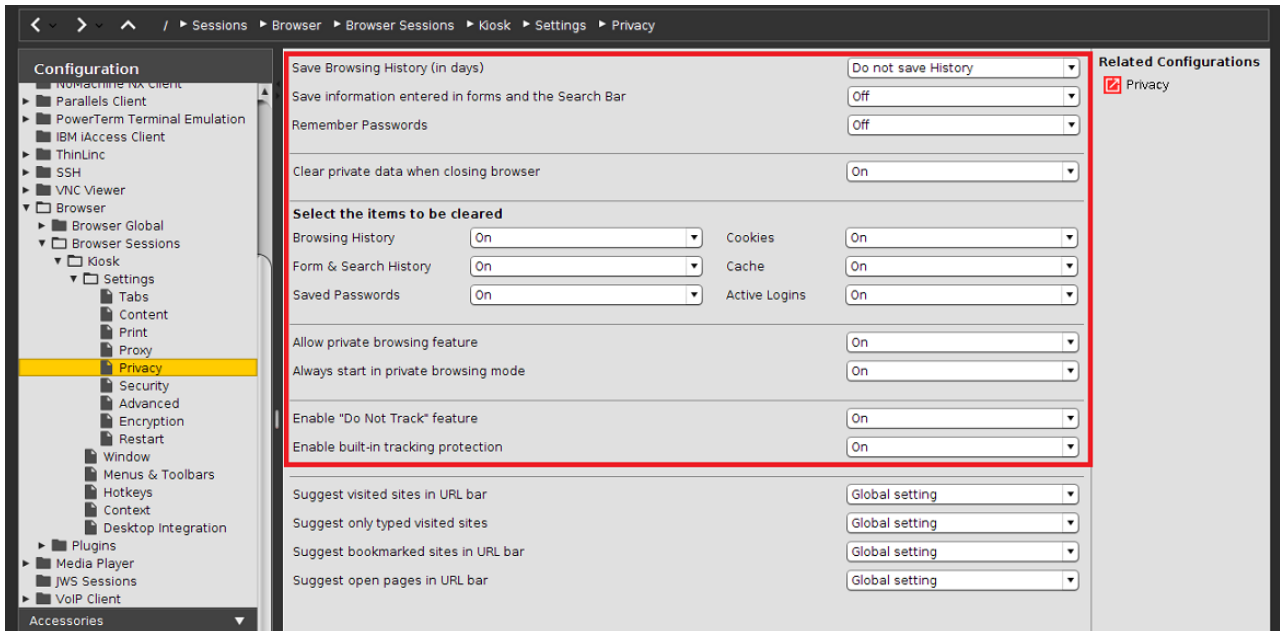 / Sessions Browser Browser Sessions Kiosk Settings Privacy
Configuration
NoMachine NX Client
Parallels Client
PowerTerm Terminal Emulation
IBM iAccess Client
ThinLinc
SSH
VNC Viewer
Browser
Browser Global
Browser Sessions
Kiosk
Settings
Tabs
Content
Print
Proxy
Privacy
Security
Advanced
Encryption
Restart
Window
Menus & Toolbars
Hotkeys
Context
Desktop Integration
Plugins
Media Player
JWS Sessions
VoIP Client
Accessories
Save Browsing History (in days) Do not save History
Save information entered in forms and the Search Bar Off
Remember Passwords Off
Clear private data when closing browser On
Select the items to be cleared
Browsing History On Cookies On
Form & Search History On Cache On
Saved Passwords On Active Logins On
Allow private browsing feature On
Always start in private browsing mode On
Enable "Do Not Track" feature On
Enable built-in tracking protection On
Suggest visited sites in URL bar Global setting
Suggest only typed visited sites Global setting
Suggest bookmarked sites in URL bar Global setting
Suggest open pages in URL bar Global setting
Related Configurations
Privacy